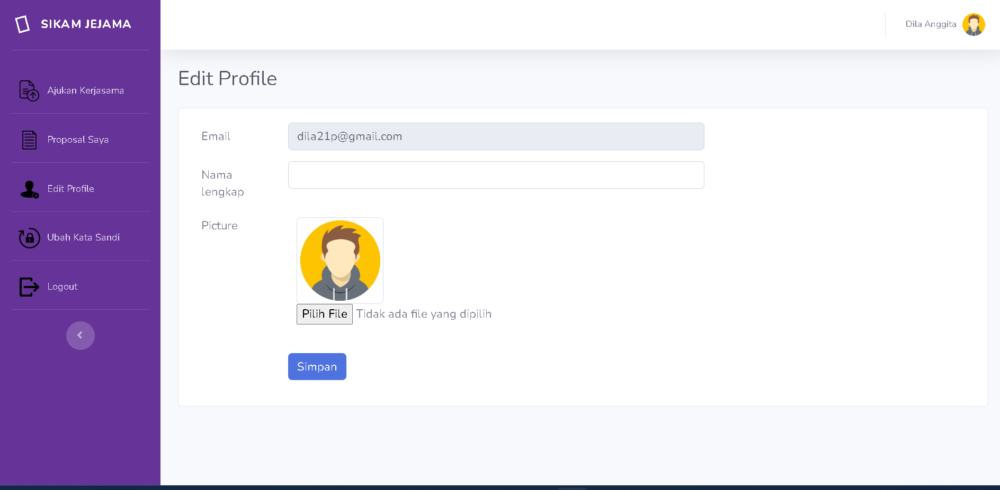 SIKAM JEJAMA
Ajukan Kerjasama
Proposal Saya
Edit Profile
Ubah Kata Sandi
Logout
Dila Anggita
Edit Profile
Email
dila21p@gmail.com
Nama
lengkap
Picture
Pilih File Tidak ada file yang dipilih
Simpan